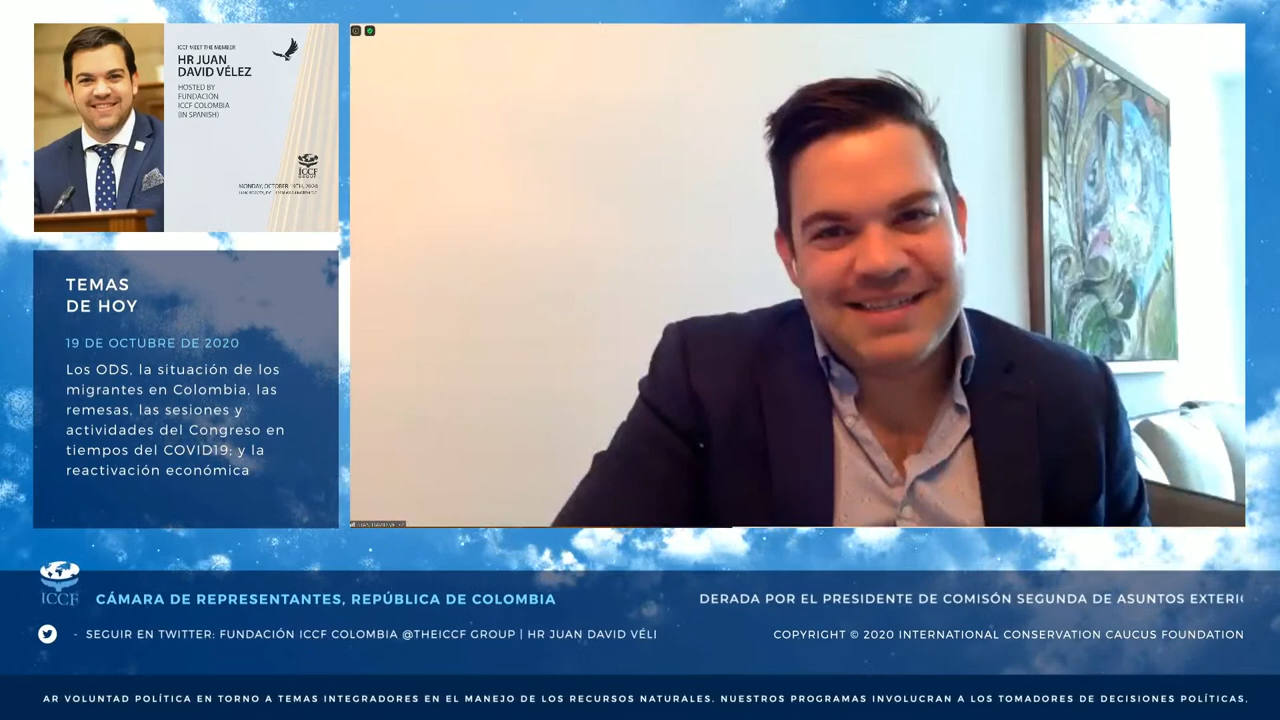 ICCF MEET THE MEMBER
HR JUAN
DAVID VÉLEZ
HOSTED BY
FUNDACIÓN
ICCF COLOMBIA
(IN SPANISH)
ICCF
GROUP
MONDAY, OCTOBER 19TH, 2020
TEMAS
DE HOY
19 DE OCTUBRE DE 2020
Los ODS, la situación de los
migrantes en Colombia, las
remesas, las sesiones y
actividades del Congreso en
tiempos del COVID19: y la
reactivación económica
ICCF
CÁMARA DE REPRESENTANTES, REPÚBLICA DE COLOMBIA
DERADA POR EL PRESIDENTE DE COMISÓN SEGUNDA DE ASUNTOS EXTERI
- SEGUIR EN TWITTER: FUNDACIÓN ICCF COLOMBIA @THEICCF GROUP | HR JUAN DAVID VÉLI
COPYRIGHT © 2020 INTERNATIONAL CONSERVATION CAUCUS FOUNDATION
AR VOLUNTAD POLÍTICA EN TORNO A TEMAS INTEGRADORES EN EL MANEJO DE LOS RECURSOS NATURALES. NUESTROS PROGRAMAS INVOLUCRAN A LOS TOMADORES DE DECISIONES POLÍTICAS,